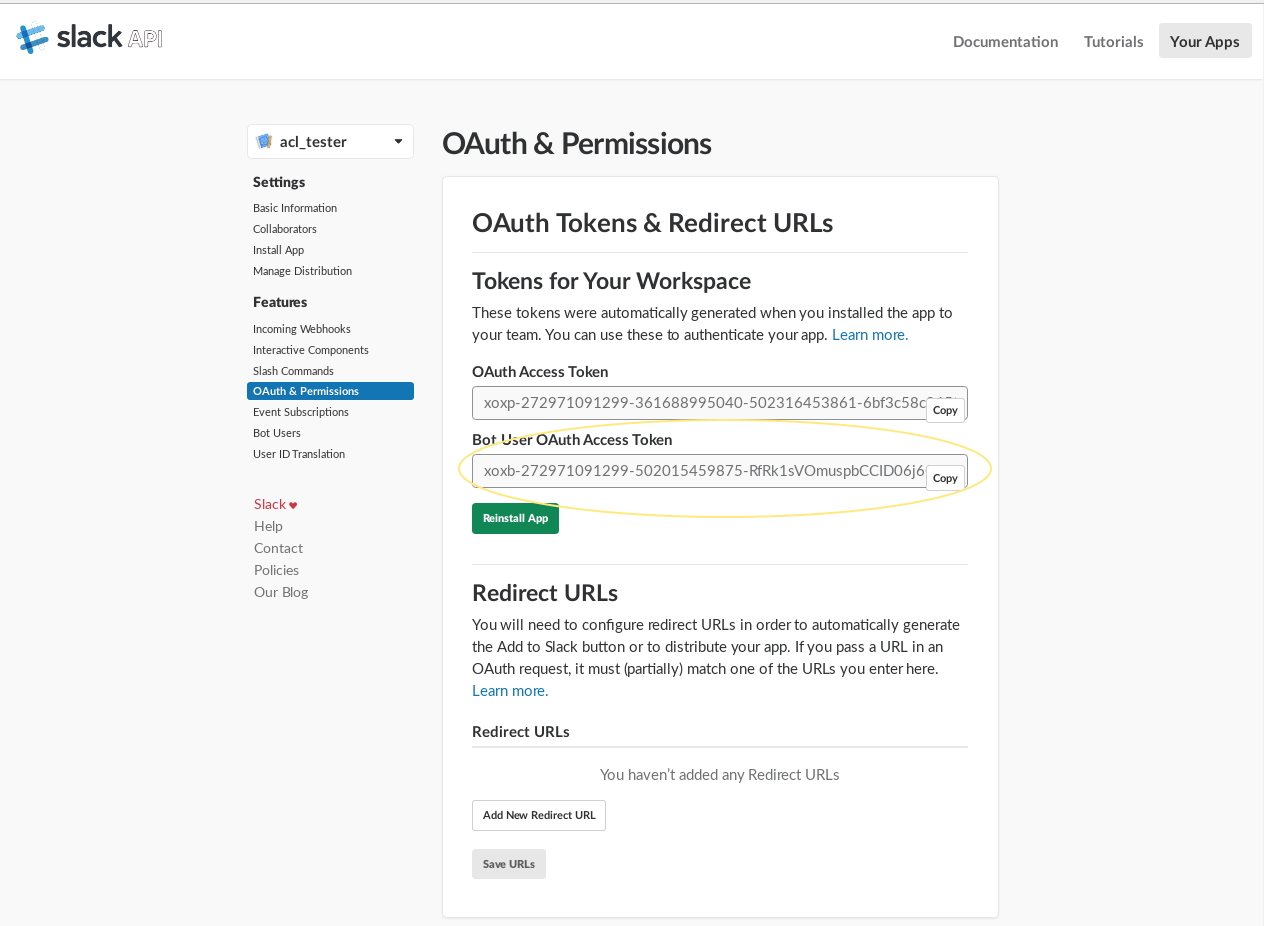 slack API
Documentation
Tutorials
Your Apps
acl_tester
Settings
Basic Information
Collaborators
Install App
Manage Distribution
Features
Incoming Webhooks
Interactive Components
Slash Commands
OAuth & Permissions
Event Subscriptions
Bot Users
User ID Translation
Slack ♥
Help
Contact
Policies
Our Blog
OAuth & Permissions
OAuth Tokens & Redirect URLs
Tokens for Your Workspace
These tokens were automatically generated when you installed the app to
your team. You can use these to authenticate your app. Learn more.
OAuth Access Token
xoxp-272971091299-361688995040-502316453861-6bf3c58c
Copy
Bot User OAuth Access Token
xoxb-272971091299-502015459875-RfRk1sVOmuspbCCID06j6
Copy
Reinstall App
Redirect URLs
You will need to configure redirect URLs in order to automatically generate
the Add to Slack button or to distribute your app. If you pass a URL in an
OAuth request, it must (partially) match one of the URLs you enter here.
Learn more.
Redirect URLs
You haven't added any Redirect URLs
Add New Redirect URL
Save URLs